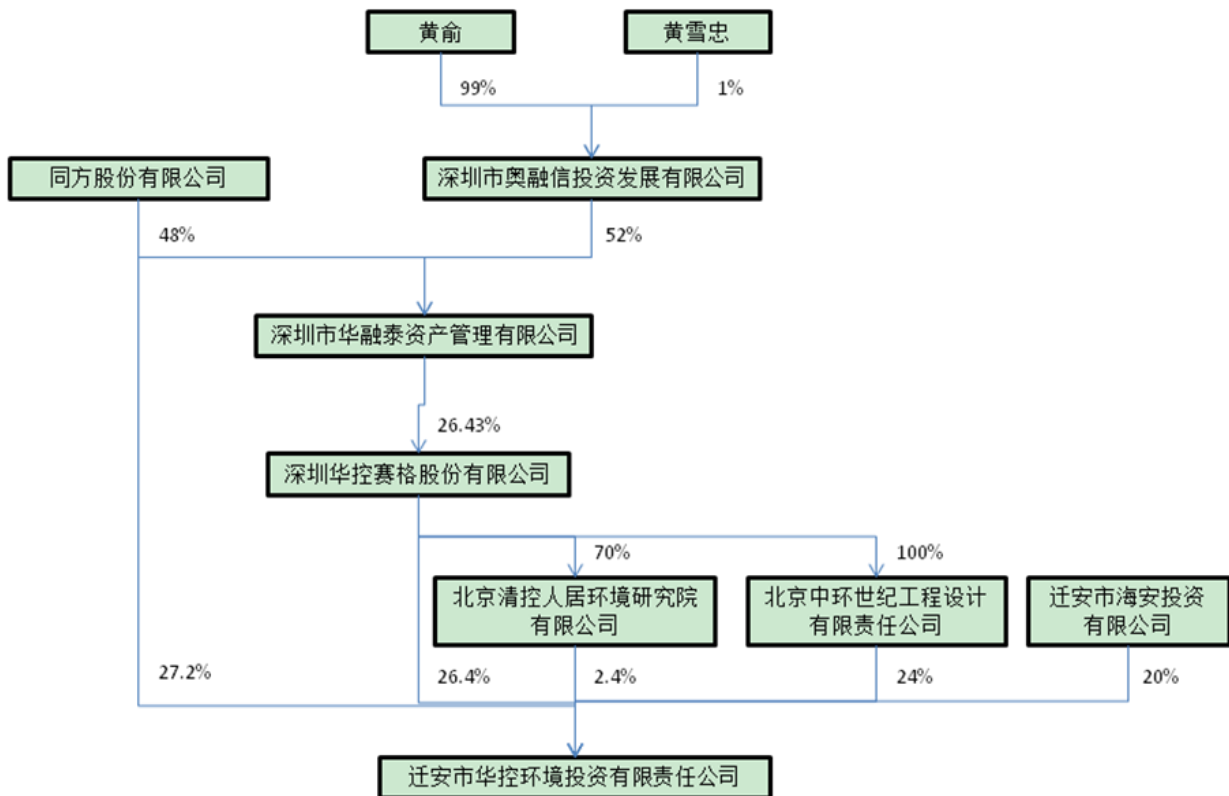 黄俞
黄雪忠
99%
1%
同方股份有限公司
深圳市奥融信投资发展有限公司
48%
52%
深圳市华融泰资产管理有限公司
26.43%
深圳华控赛格股份有限公司
70%
100%
北京清控人居环境研究院
有限公司
北京中环世纪工程设计
有限责任公司
迁安市海安投资
有限公司
27.2%
26.4%
2.4%
24%
20%
迁安市华控环境投资有限责任公司